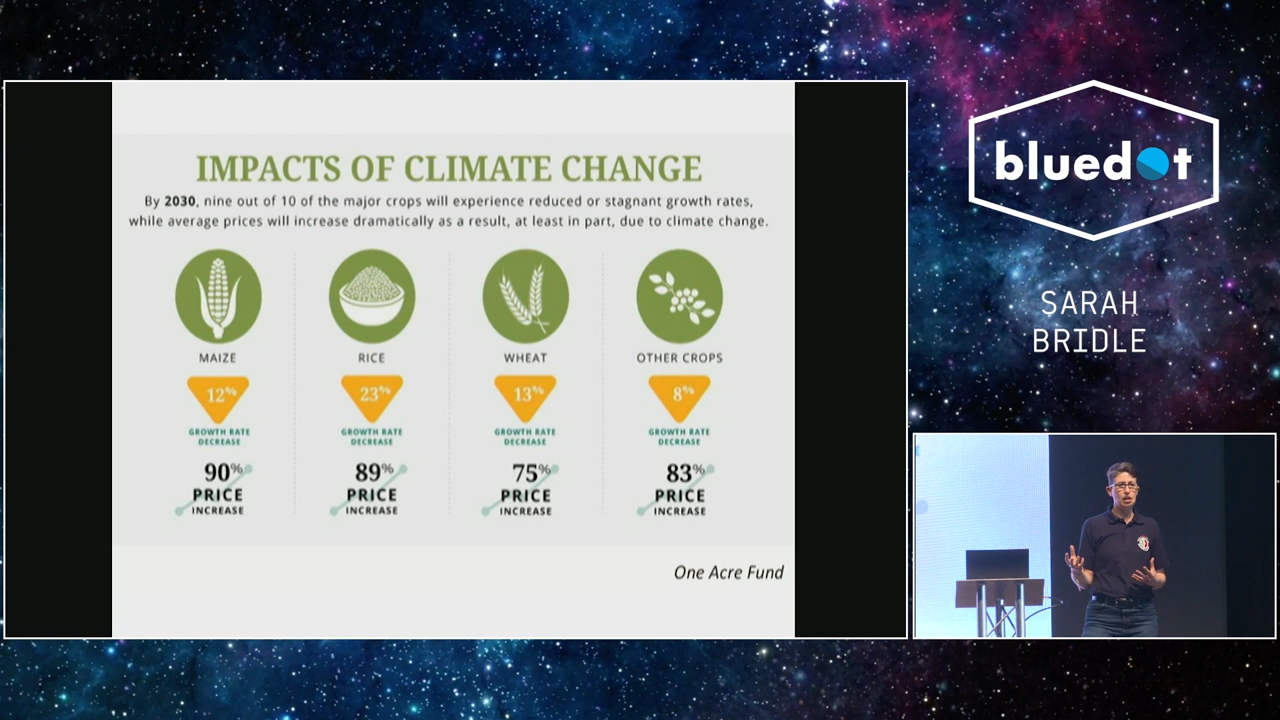 IMPACTS OF CLIMATE CHANGE
By 2030, nine out of 10 of the major crops will experience reduced or stagnant growth rates,
while average prices will increase dramatically as a result, at least in part, due to climate change.
MAIZE
RICE
WHEAT
OTHER CROPS
12%
23%
13%
8%
GROWTH RATE
DECREASE
GROWTH RATE
DECREASE
GROWTH RATE
DECREASE
GROWTH RATE
DECREASE
90%
PRICE
INCREASE
89%
PRICE
INCREASE
75%
PRICE
INCREASE
83%
PRICE
INCREASE
One Acre Fund
bluedot
SARAH
BRIDLE